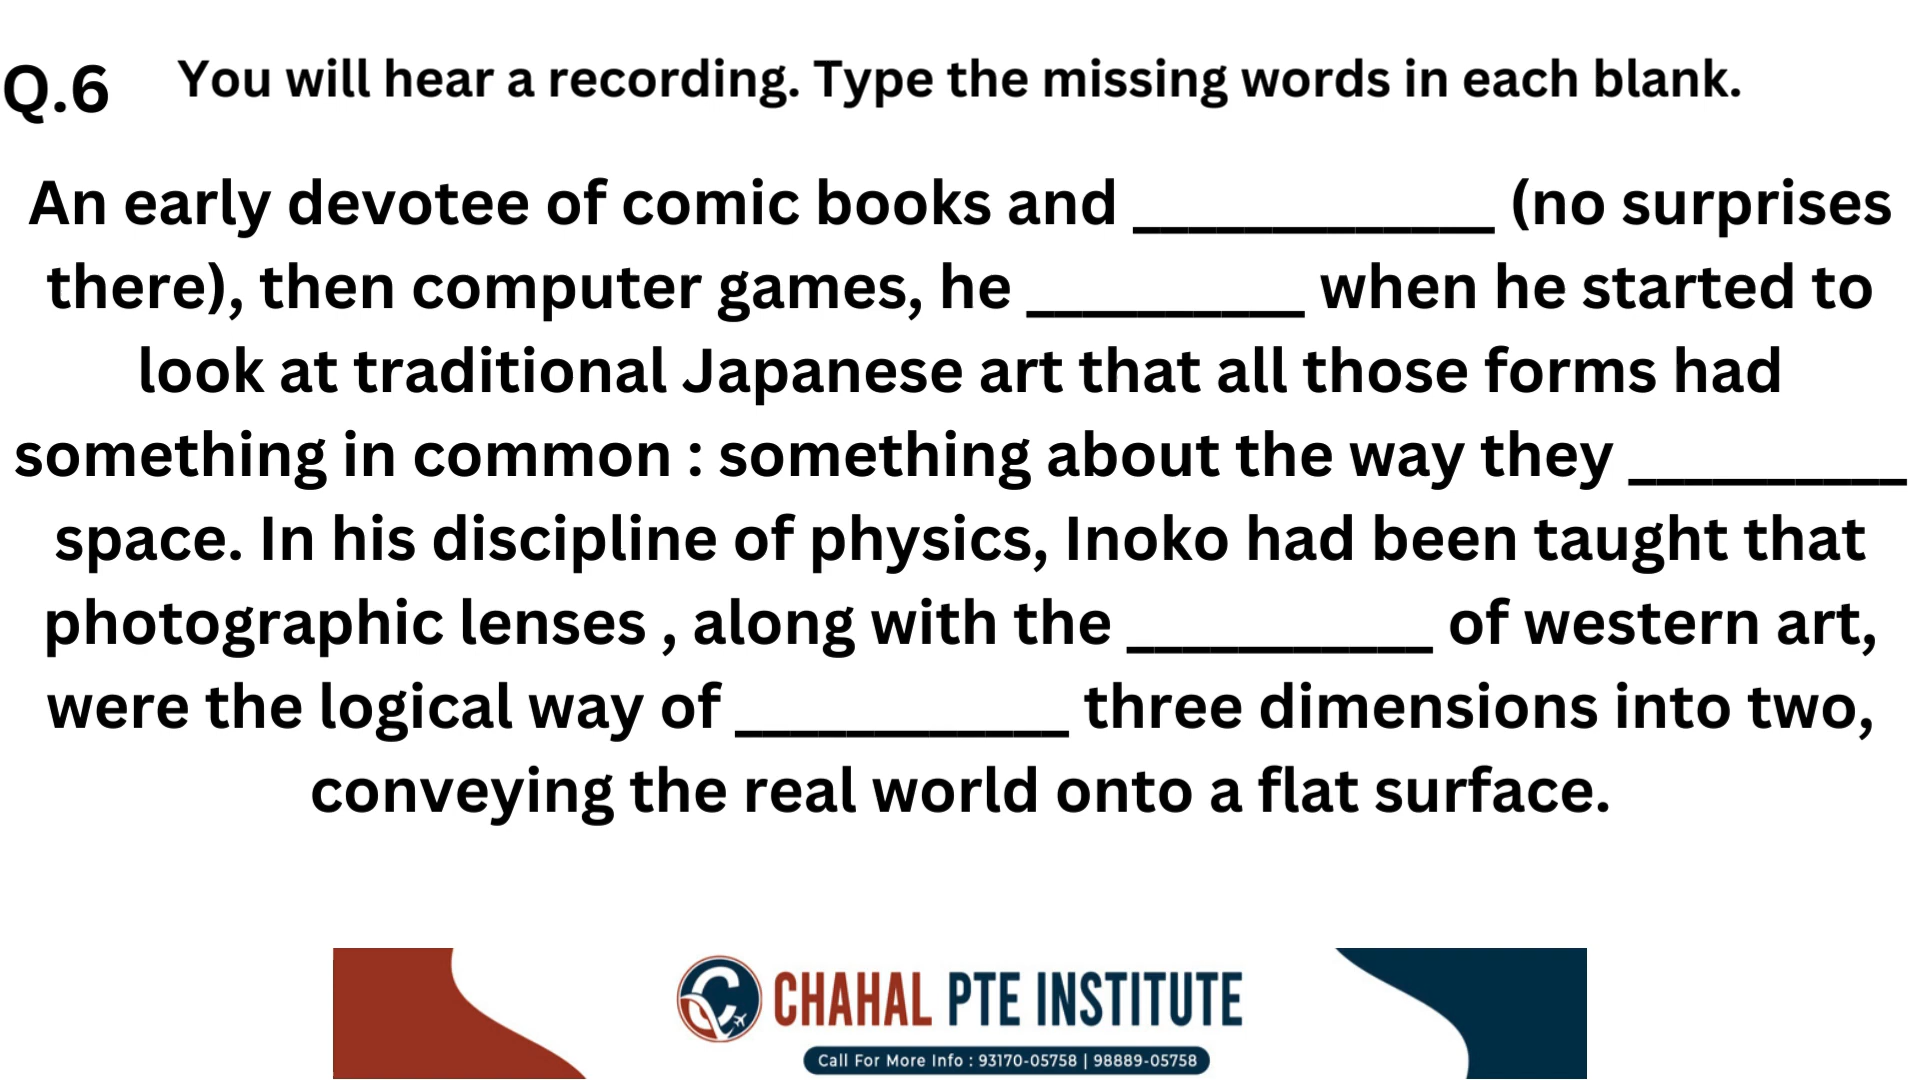 Q.6 You will hear a recording. Type the missing words in each blank.
An early devotee of comic books and _____________ (no surprises
there), then computer games, he __________ when he started to
look at traditional Japanese art that all those forms had
something in common : something about the way they __________
space. In his discipline of physics, Inoko had been taught that
photographic lenses , along with the ___________ of western art,
were the logical way of ____________ three dimensions into two,
conveying the real world onto a flat surface.
CHAHAL PTE INSTITUTE
Call For More Info : 93170-05758 | 98889-05758